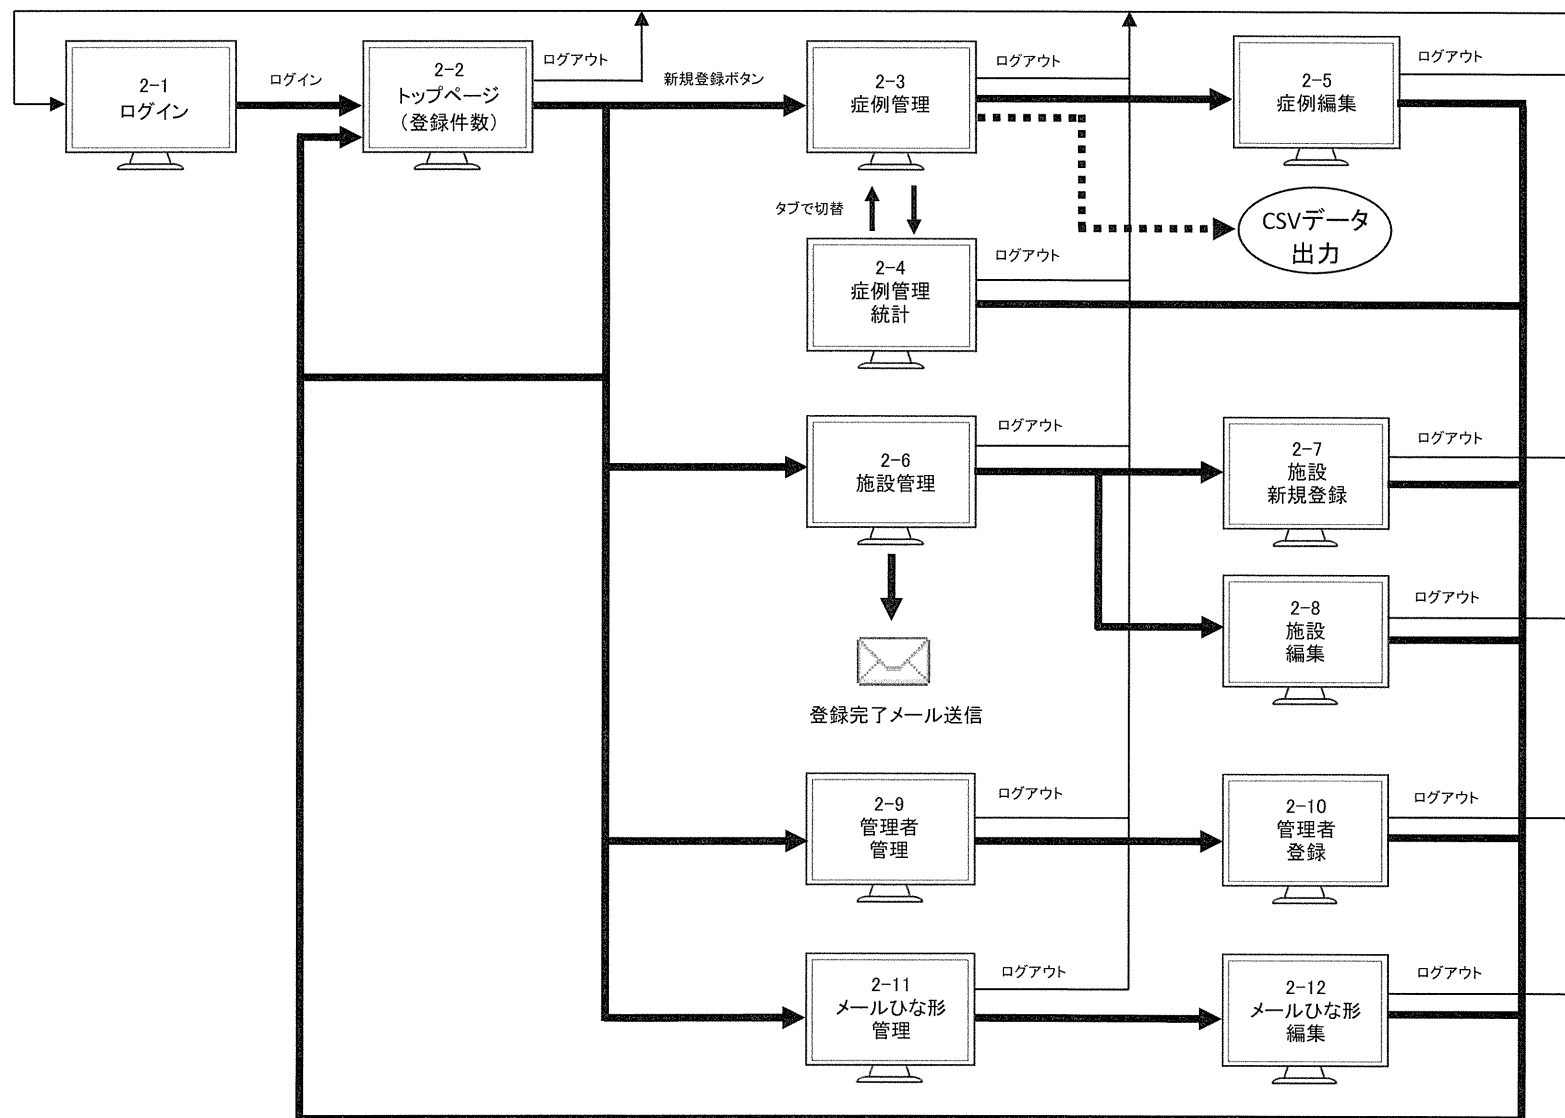 2-1
ログイン
ログイン
2-2
トップページ
（登録件数）
ログアウト
新規登録ボタン
2-3
症例管理
ログアウト
2-5
症例編集
ログアウト
タブで切替
CSVデータ
出力
2-4
症例管理
統計
ログアウト
2-6
施設管理
ログアウト
2-7
施設
新規登録
ログアウト
2-8
施設
編集
ログアウト
登録完了メール送信
2-9
管理者
管理
ログアウト
2-10
管理者
登録
ログアウト
2-11
メールひな形
管理
ログアウト
2-12
メールひな形
編集
ログアウト